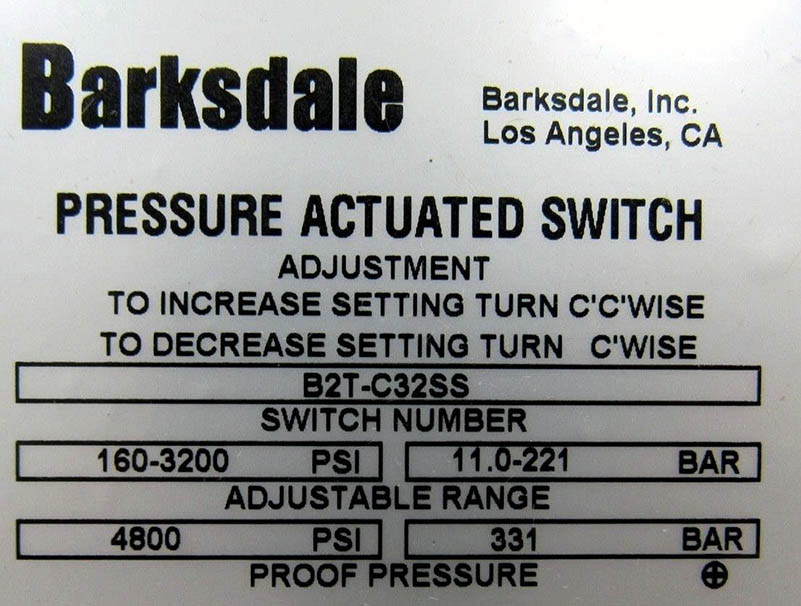 Barksdale
Barksdale, Inc.
Los Angeles, CA
PRESSURE ACTUATED SWITCH
ADJUSTMENT
TO INCREASE SETTING TURN C'C'WISE
TO DECREASE SETTING TURN C'WISE
B2T-C32SS
SWITCH NUMBER
160-3200 PSI 11.0-221 BAR
ADJUSTABLE RANGE
4800 PSI 331 BAR
PROOF PRESSURE